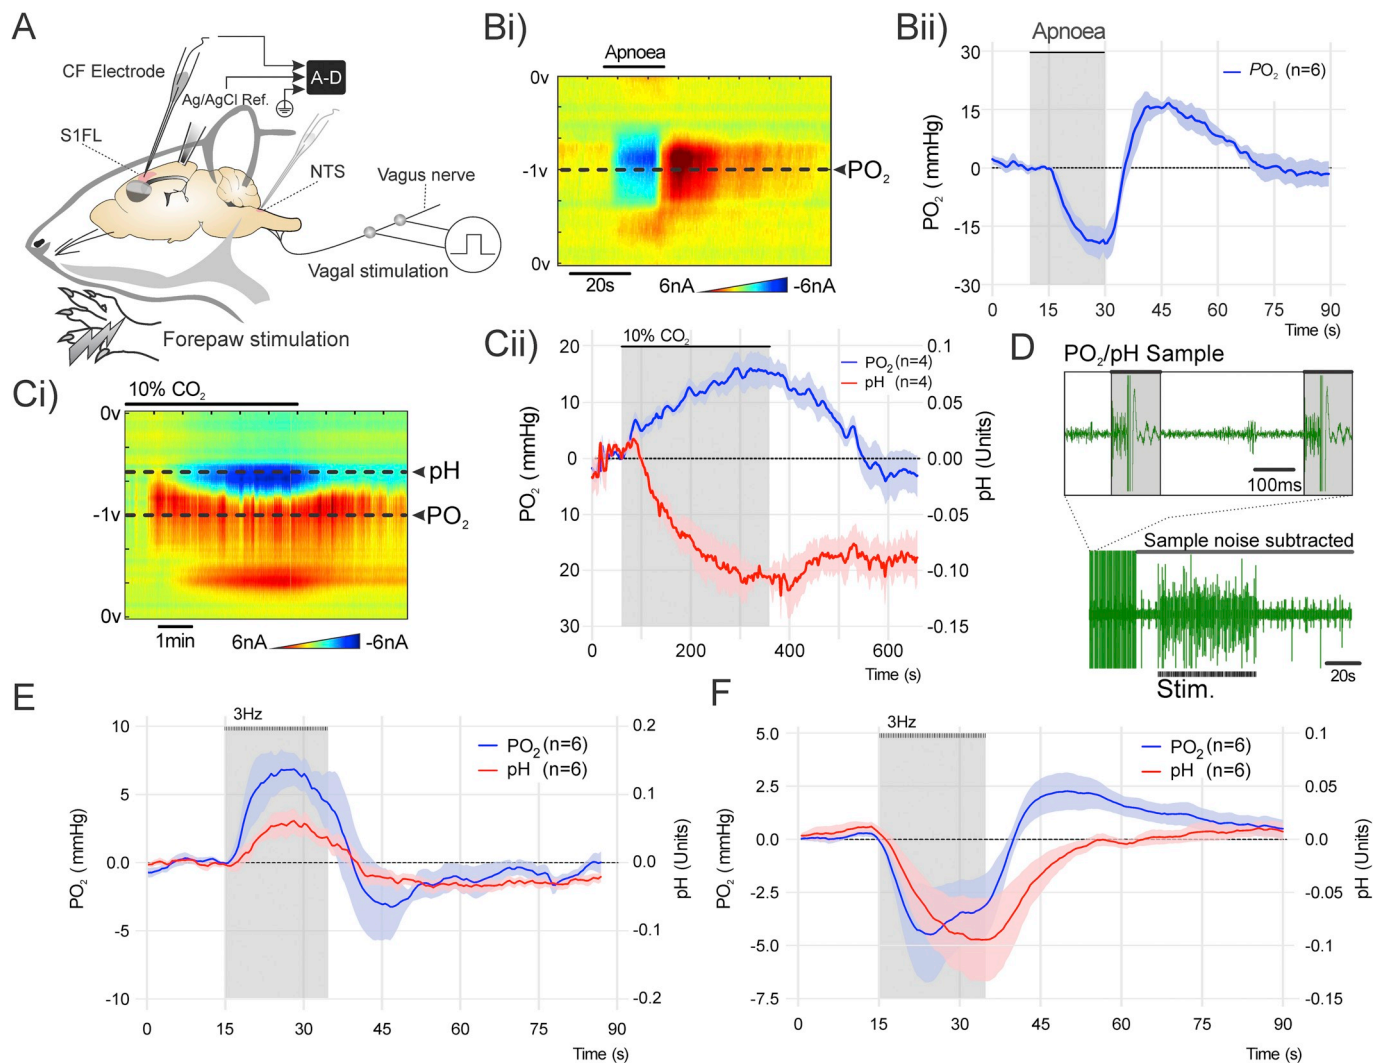 A
CF Electrode
A-D
Ag/AgCl Ref.
S1FL
NTS
Vagus nerve
Vagal stimulation
Forepaw stimulation
Bi)
Apnoea
0v
-1v
PO₂
0v
20s
6nA
-6nA
Bii)
Apnoea
PO₂ (n=6)
PO₂ (mmHg)
30
15
0
-15
-30
0 15 30 45 60 75 90
Time (s)
Ci)
10% CO₂
0v
pH
-1v
PO₂
0v
1min
6nA
-6nA
Cii)
10% CO₂
PO₂ (n=4)
pH (n=4)
PO₂ (mmHg)
20
10
0
10
20
30
0.1
0.05
0.00
-0.05
-0.10
-0.15
pH (Units)
0 200 400 600
Time (s)
D
PO₂/pH Sample
100ms
Sample noise subtracted
20s
Stim.
E
3Hz
PO₂ (n=6)
pH (n=6)
PO₂ (mmHg)
10
5
0.0
-5
-10
0.2
0.1
0.0
-0.1
-0.2
pH (Units)
0 15 30 45 60 75 90
Time (s)
F
3Hz
PO₂ (n=6)
pH (n=6)
PO₂ (mmHg)
5.0
2.5
0.0
-2.5
-5.0
-7.5
0.1
0.05
0.0
-0.05
-0.1
-0.15
pH (Units)
0 15 30 45 60 75 90
Time (s)